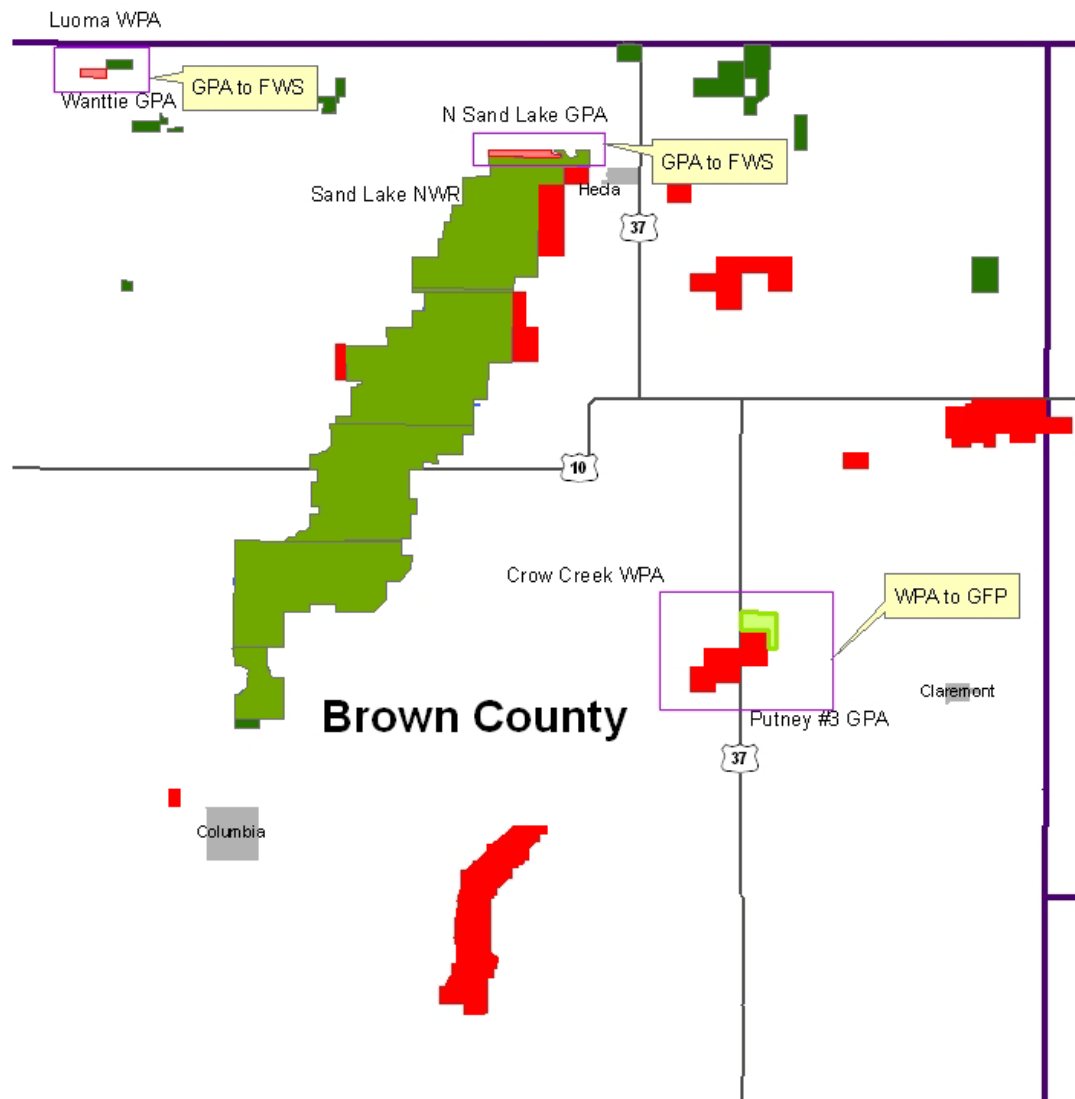 Luoma WPA
GPA to FWS
Wanttie GPA
N Sand Lake GPA
GPA to FWS
Sand Lake NWR
Hecla
37
10
Crow Creek WPA
WPA to GFP
Claremont
Brown County
Putney #3 GPA
37
Columbia